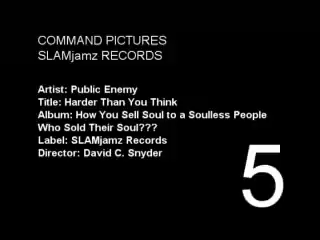 COMMAND PICTURES
SLAMjamz RECORDS
Artist: Public Enemy
Title: Harder Than You Think
Album: How You Sell Soul to a Soulless People
Who Sold Their Soul???
Label: SLAMjamz Records
Director: David C. Snyder
5